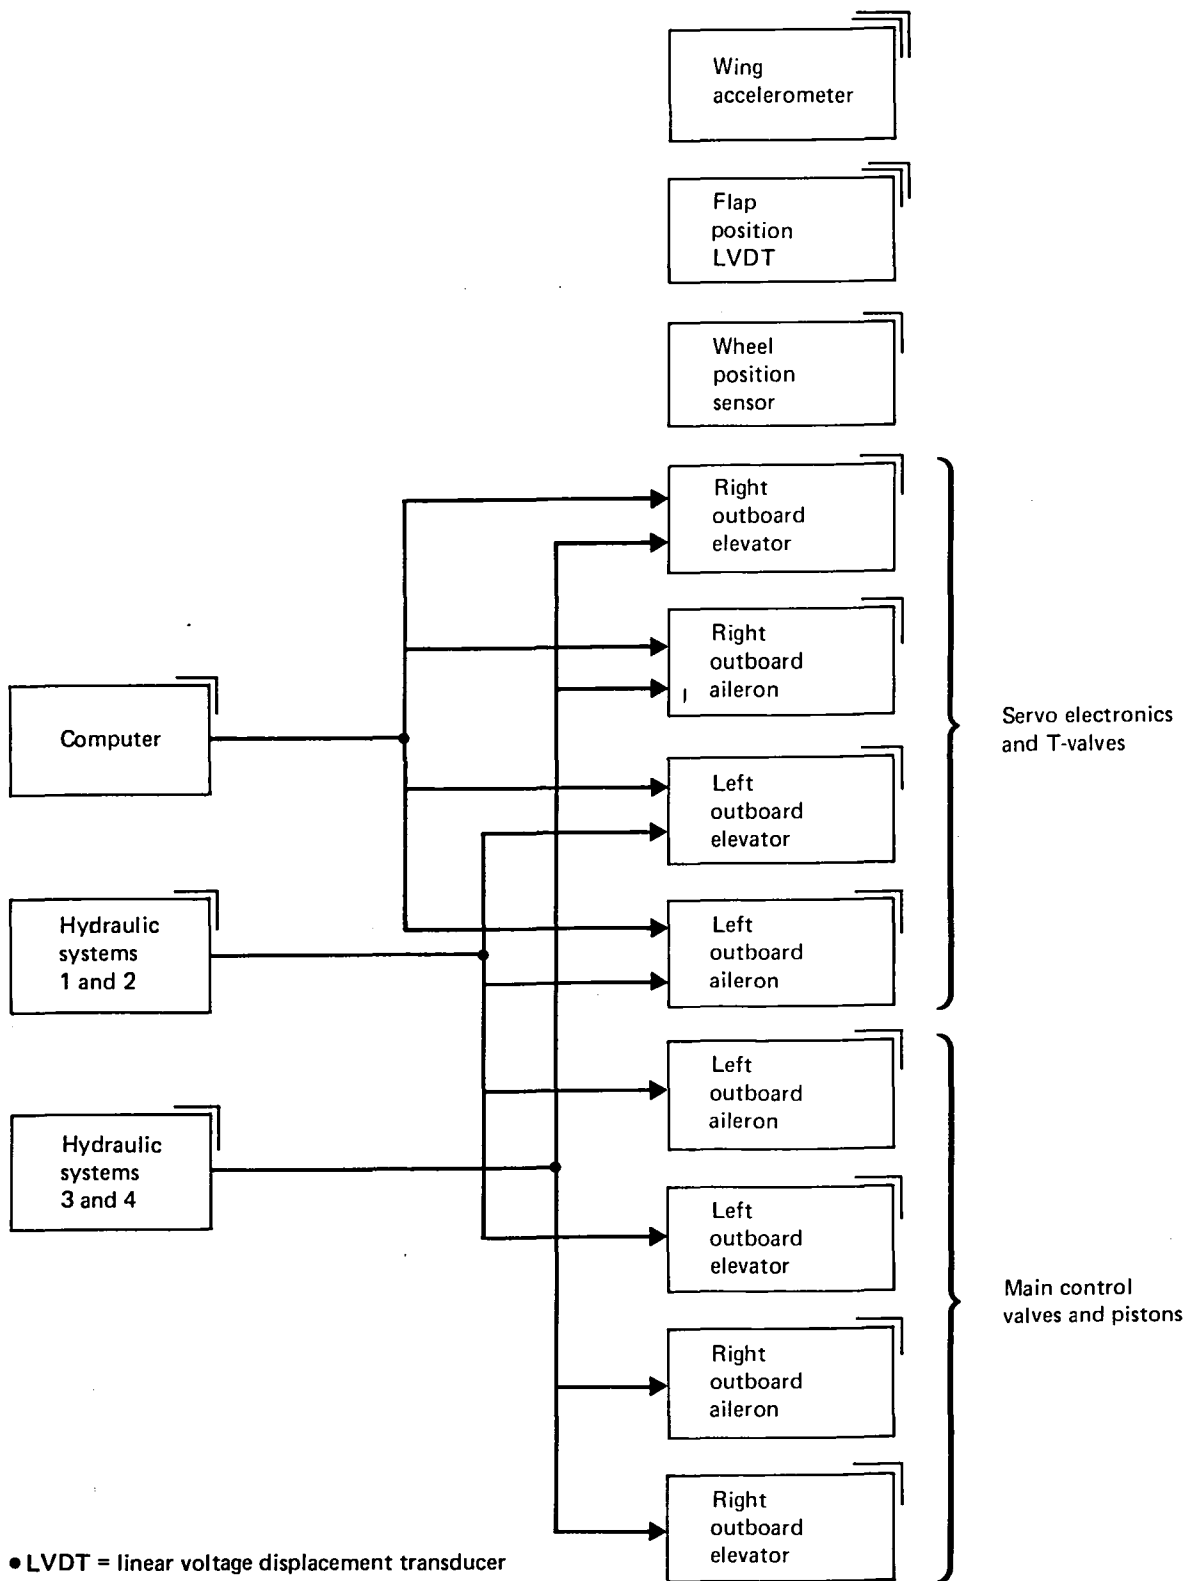 Wing
accelerometer
Flap
position
LVDT
Wheel
position
sensor
Right
outboard
elevator
Right
outboard
aileron
Computer
Left
outboard
elevator
Servo electronics
and T-valves
Hydraulic
systems
1 and 2
Left
outboard
aileron
Left
outboard
aileron
Hydraulic
systems
3 and 4
Left
outboard
elevator
Right
outboard
aileron
Main control
valves and pistons
Right
outboard
elevator
• LVDT = linear voltage displacement transducer